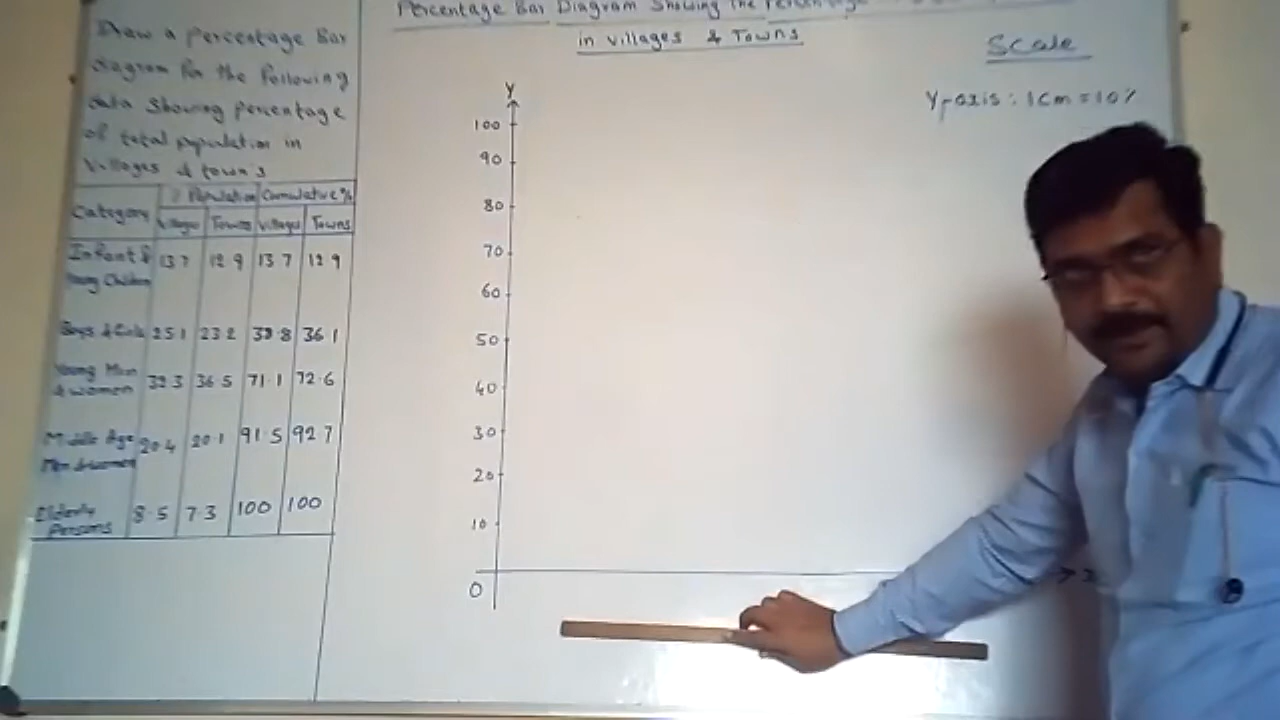 Draw a Percentage Bar
diagram for the Following
data Showing percentage
of total population in
Villages & towns
Category % Population Cumulative %
Villages Towns Villages Towns
Infant & 13.7 12.9 13.7 12.9
Young Children
Boys & Girls 25.1 23.2 38.8 36.1
Young Men 32.3 36.5 71.1 72.6
& women
Middle Age 20.4 20.1 91.5 92.7
Men & women
Elderly 8.5 7.3 100 100
Persons
Percentage Bar Diagram Showing the Percentage
in Villages & Towns
Scale
Y-axis: 1cm = 10%
Y
100
90
80
70
60
50
40
30
20
10
0